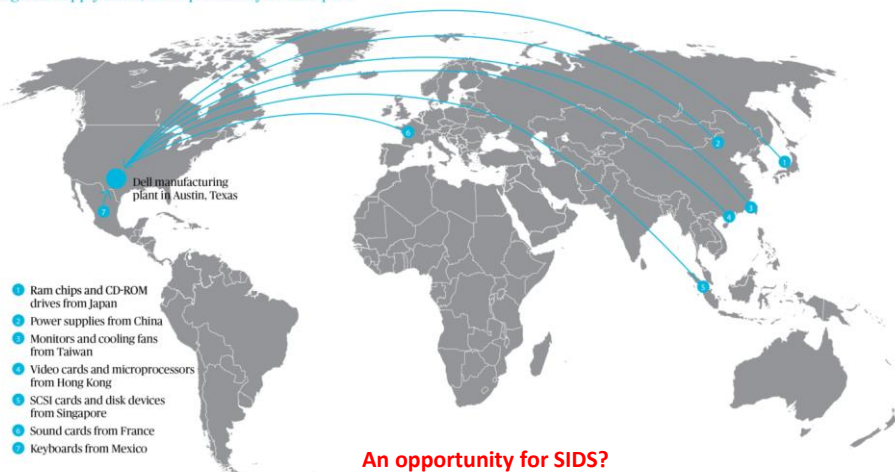 Dell manufacturing
plant in Austin, Texas
1 Ram chips and CD-ROM
drives from Japan
2 Power supplies from China
3 Monitors and cooling fans
from Taiwan
4 Video cards and microprocessors
from Hong Kong
5 SCSI cards and disk devices
from Singapore
6 Sound cards from France
7 Keyboards from Mexico
1
2
3
4
5
6
7
An opportunity for SIDS?